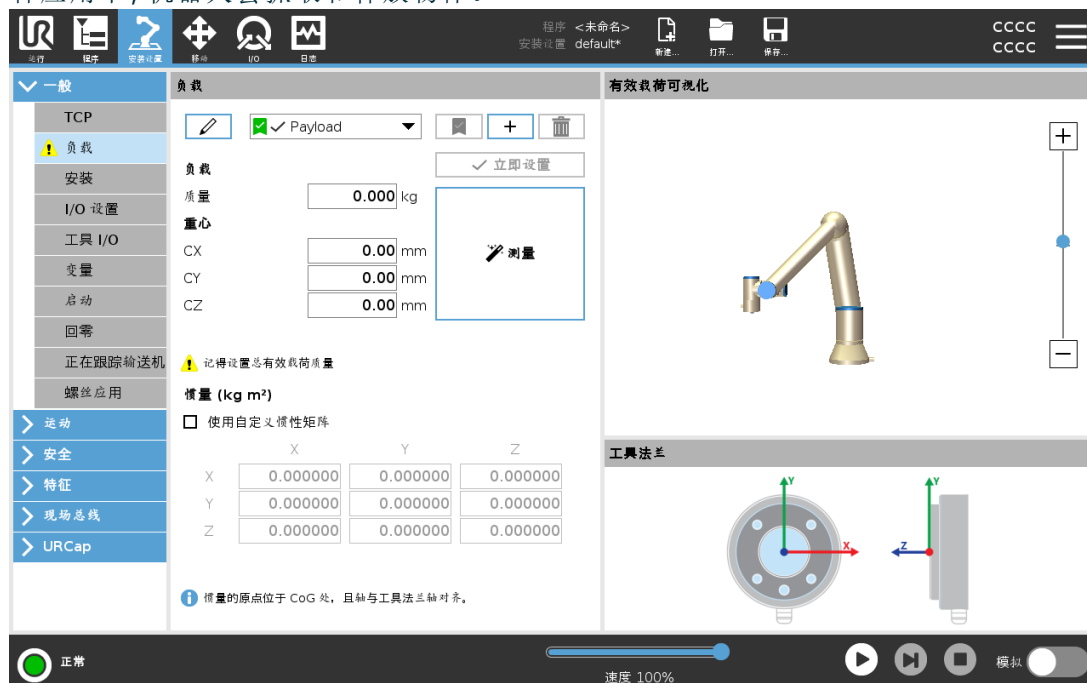 程序 <未命名>
安装设置 default*
CCCC
CCCC
运行 程序 安装设置 移动 I/O 日志 新建... 打开... 保存...
一般
TCP
负载
安装
I/O 设置
工具 I/O
变量
启动
回零
正在跟踪输送机
螺丝应用
运动
安全
特征
现场总线
URCap
负载
Payload
立即设置
负载
质量 0.000 kg
重心
CX 0.00 mm
CY 0.00 mm
CZ 0.00 mm
测量
记得设置总有效载荷质量
惯量 (kg m²)
使用自定义惯性矩阵
X Y Z
X 0.000000 0.000000 0.000000
Y 0.000000 0.000000 0.000000
Z 0.000000 0.000000 0.000000
惯量的原点位于 CoG 处，且轴与工具法兰轴对齐。
有效载荷可视化
工具法兰
Y
X
Y
Z
正常
速度 100%
模拟